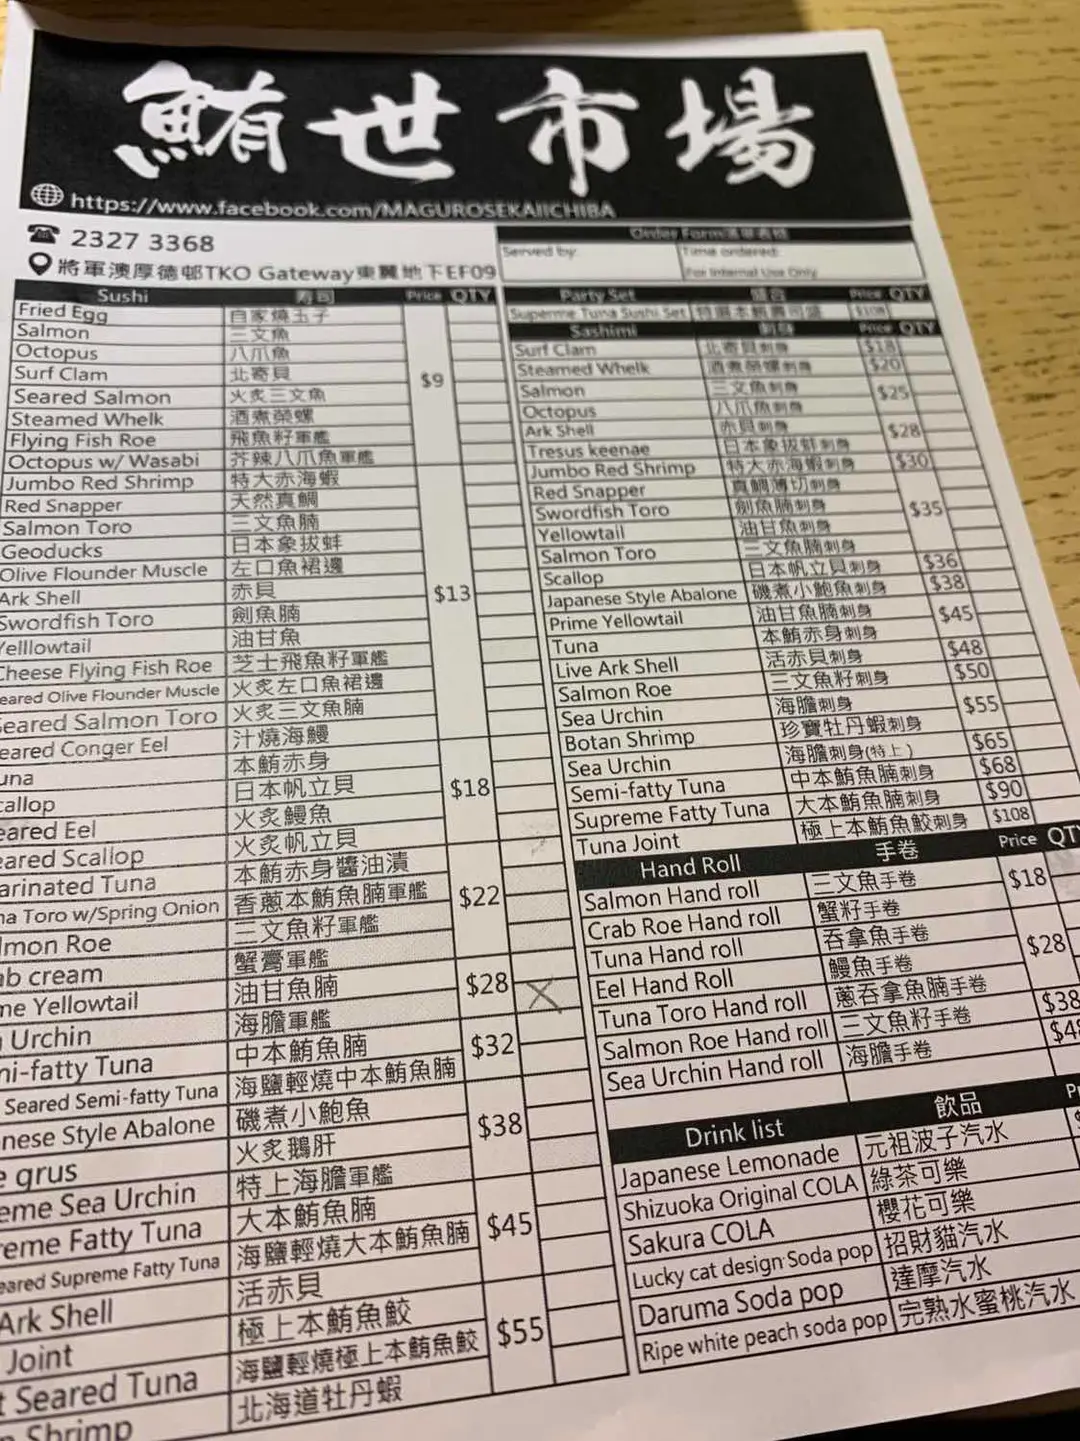 鮪世市場
https://www.facebook.com/MAGUROSEKAIICHIBA
2327 3368
將軍澳厚德邨TKO Gateway東翼地下EF09
Order Form
Served by:
Time ordered:
For Internal Use Only
Sushi 寿司 Price QTY
Fried Egg 自家燒玉子
Salmon 三文魚
Octopus 八爪魚
Surf Clam 北寄貝
$9
Seared Salmon 火炙三文魚
Steamed Whelk 酒煮榮螺
Flying Fish Roe 飛魚籽軍艦
Octopus w/ Wasabi 芥辣八爪魚軍艦
Jumbo Red Shrimp 特大赤海蝦
Red Snapper 天然真鯛
Salmon Toro 三文魚腩
Geoducks 日本象拔蚌
Olive Flounder Muscle 左口魚裙邊
Ark Shell 赤貝
$13
Swordfish Toro 劍魚腩
Yelllowtail 油甘魚
Cheese Flying Fish Roe 芝士飛魚籽軍艦
eared Olive Flounder Muscle 火炙左口魚裙邊
Seared Salmon Toro 火炙三文魚腩
eared Conger Eel 汁燒海鰻
una 本鮪赤身
callop 日本帆立貝
$18
eared Eel 火炙鰻魚
eared Scallop 火炙帆立貝
arinated Tuna 本鮪赤身醬油漬
na Toro w/Spring Onion 香蔥本鮪魚腩軍艦
$22
lmon Roe 三文魚籽軍艦
ab cream 蟹膏軍艦
me Yellowtail 油甘魚腩
$28 X
Urchin 海膽軍艦
mi-fatty Tuna 中本鮪魚腩
$32
Seared Semi-fatty Tuna 海鹽輕燒中本鮪魚腩
nese Style Abalone 磯煮小鮑魚
$38
e grus 火炙鵝肝
eme Sea Urchin 特上海膽軍艦
reme Fatty Tuna 大本鮪魚腩
$45
eared Supreme Fatty Tuna 海鹽輕燒大本鮪魚腩
Ark Shell 活赤貝
Joint 極上本鮪魚鮫
$55
t Seared Tuna 海鹽輕燒極上本鮪魚鮫
n Shrimp 北海道牡丹蝦
Party Set 盛合 Price QTY
Superme Tuna Sushi Set 特選本鮪壽司盛 $108
Sashimi 刺身 Price QTY
Surf Clam 北寄貝刺身 $18
Steamed Whelk 酒煮榮螺刺身 $20
Salmon 三文魚刺身
$25
Octopus 八爪魚刺身
Ark Shell 赤貝刺身
$28
Tresus keenae 日本象拔蚌刺身
Jumbo Red Shrimp 特大赤海蝦刺身 $30
Red Snapper 真鯛薄切刺身
Swordfish Toro 劍魚腩刺身
$35
Yellowtail 油甘魚刺身
Salmon Toro 三文魚腩刺身
Scallop 日本帆立貝刺身 $36
Japanese Style Abalone 磯煮小鮑魚刺身 $38
Prime Yellowtail 油甘魚腩刺身
$45
Tuna 本鮪赤身刺身
Live Ark Shell 活赤貝刺身 $48
Salmon Roe 三文魚籽刺身 $50
Sea Urchin 海膽刺身
$55
Botan Shrimp 珍寶牡丹蝦刺身
Sea Urchin 海膽刺身(特上) $65
Semi-fatty Tuna 中本鮪魚腩刺身 $68
Supreme Fatty Tuna 大本鮪魚腩刺身 $90
Tuna Joint 極上本鮪魚鮫刺身 $108
Hand Roll 手卷 Price QT
Salmon Hand roll 三文魚手卷 $18
Crab Roe Hand roll 蟹籽手卷
Tuna Hand roll 吞拿魚手卷
$28
Eel Hand Roll 鰻魚手卷
Tuna Toro Hand roll 蔥吞拿魚腩手卷
Salmon Roe Hand roll 三文魚籽手卷 $38
Sea Urchin Hand roll 海膽手卷 $48
Drink list 飲品
Japanese Lemonade 元祖波子汽水
Shizuoka Original COLA 綠茶可樂
Sakura COLA 櫻花可樂
Lucky cat design Soda pop 招財貓汽水
Daruma Soda pop 達摩汽水
Ripe white peach soda pop 完熟水蜜桃汽水